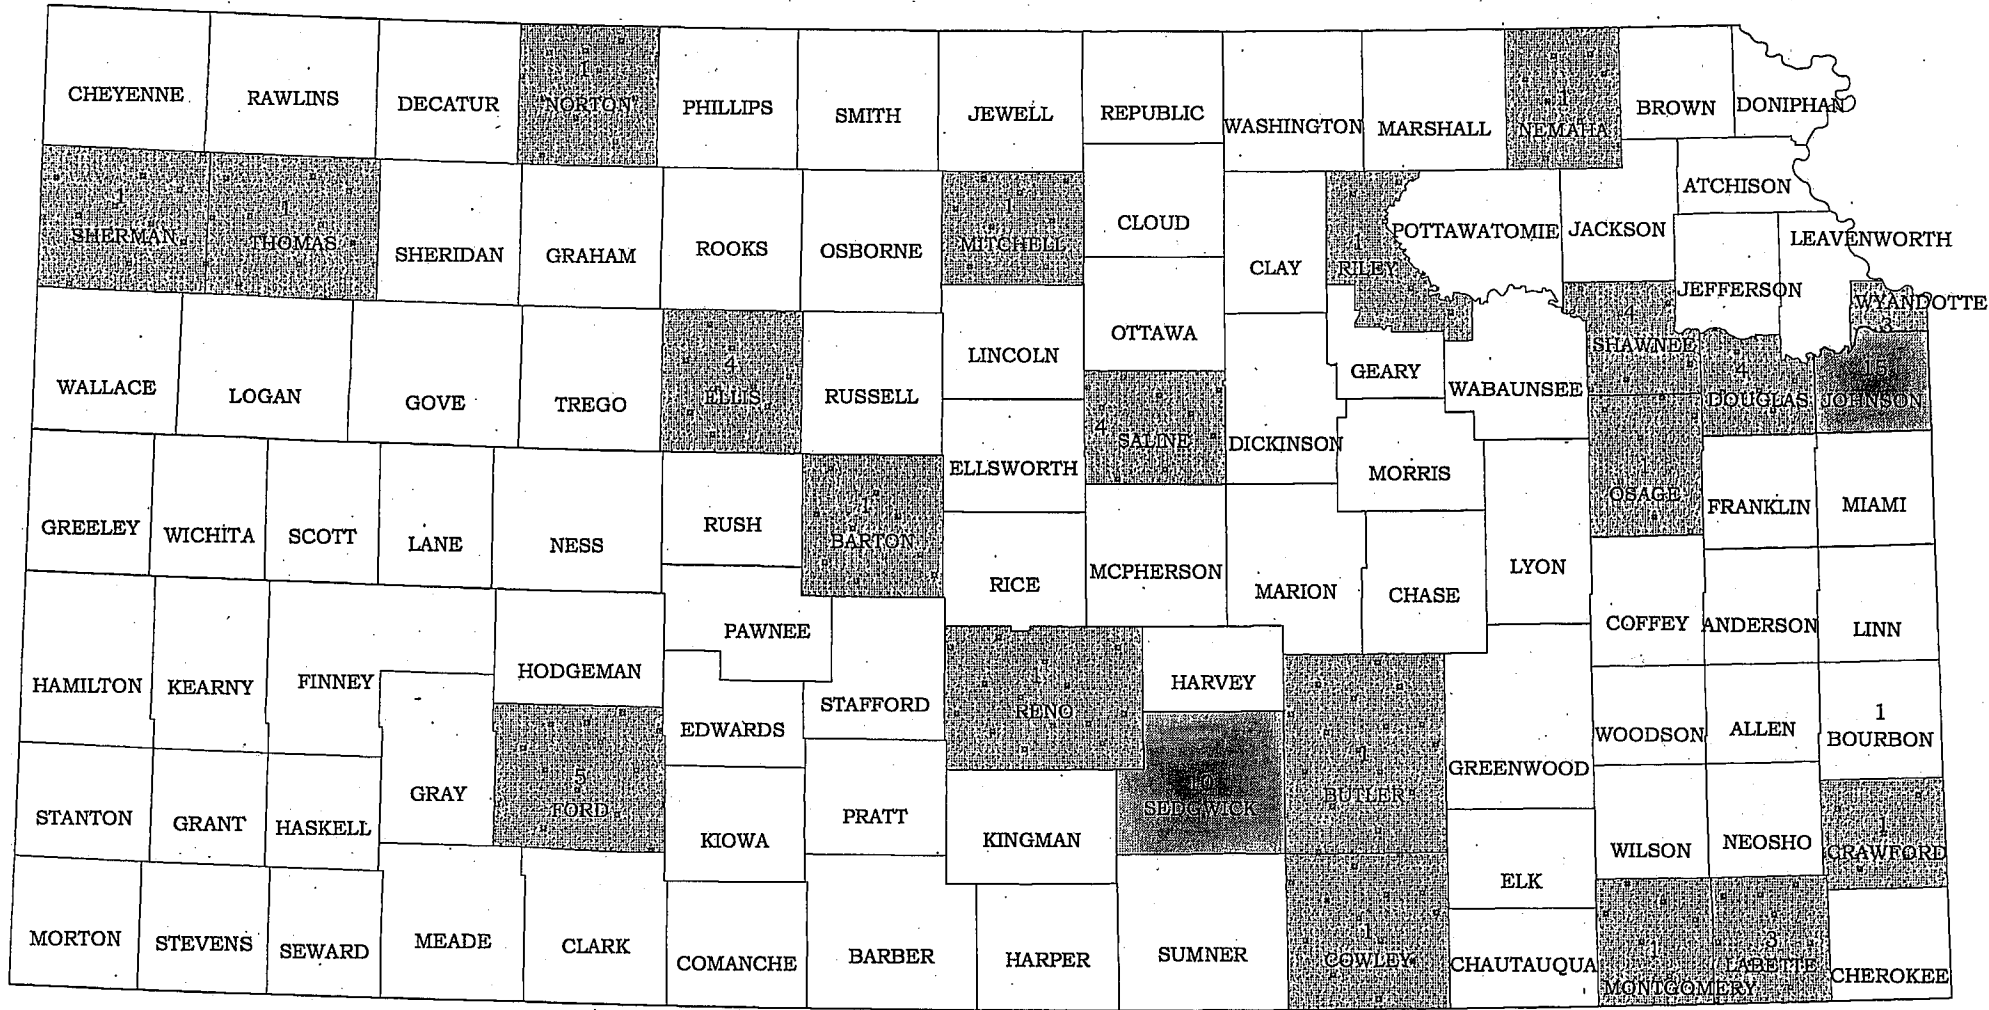 CHEYENNE
RAWLINS
DECATUR
1
NORTON
PHILLIPS
SMITH
JEWELL
REPUBLIC
WASHINGTON
MARSHALL
1
NEMAHA
BROWN
DONIPHAN
1
SHERMAN
1
THOMAS
SHERIDAN
GRAHAM
ROOKS
OSBORNE
1
MITCHELL
CLOUD
CLAY
1
RILEY
POTTAWATOMIE
JACKSON
ATCHISON
JEFFERSON
LEAVENWORTH
WYANDOTTE
3
WALLACE
LOGAN
GOVE
TREGO
4
ELLIS
RUSSELL
LINCOLN
OTTAWA
4
SALINE
DICKINSON
GEARY
WABAUNSEE
4
SHAWNEE
4
DOUGLAS
15
JOHNSON
GREELEY
WICHITA
SCOTT
LANE
NESS
RUSH
1
BARTON
ELLSWORTH
RICE
MCPHERSON
MARION
MORRIS
CHASE
LYON
1
OSAGE
FRANKLIN
MIAMI
HAMILTON
KEARNY
FINNEY
HODGEMAN
PAWNEE
EDWARDS
STAFFORD
1
RENO
HARVEY
1
BUTLER
GREENWOOD
COFFEY
ANDERSON
LINN
WOODSON
ALLEN
1
BOURBON
STANTON
GRANT
HASKELL
GRAY
5
FORD
KIOWA
PRATT
KINGMAN
10
SEDGWICK
ELK
WILSON
NEOSHO
1
CRAWFORD
MORTON
STEVENS
SEWARD
MEADE
CLARK
COMANCHE
BARBER
HARPER
SUMNER
1
COWLEY
CHAUTAUQUA
1
MONTGOMERY
3
LABETTE
CHEROKEE